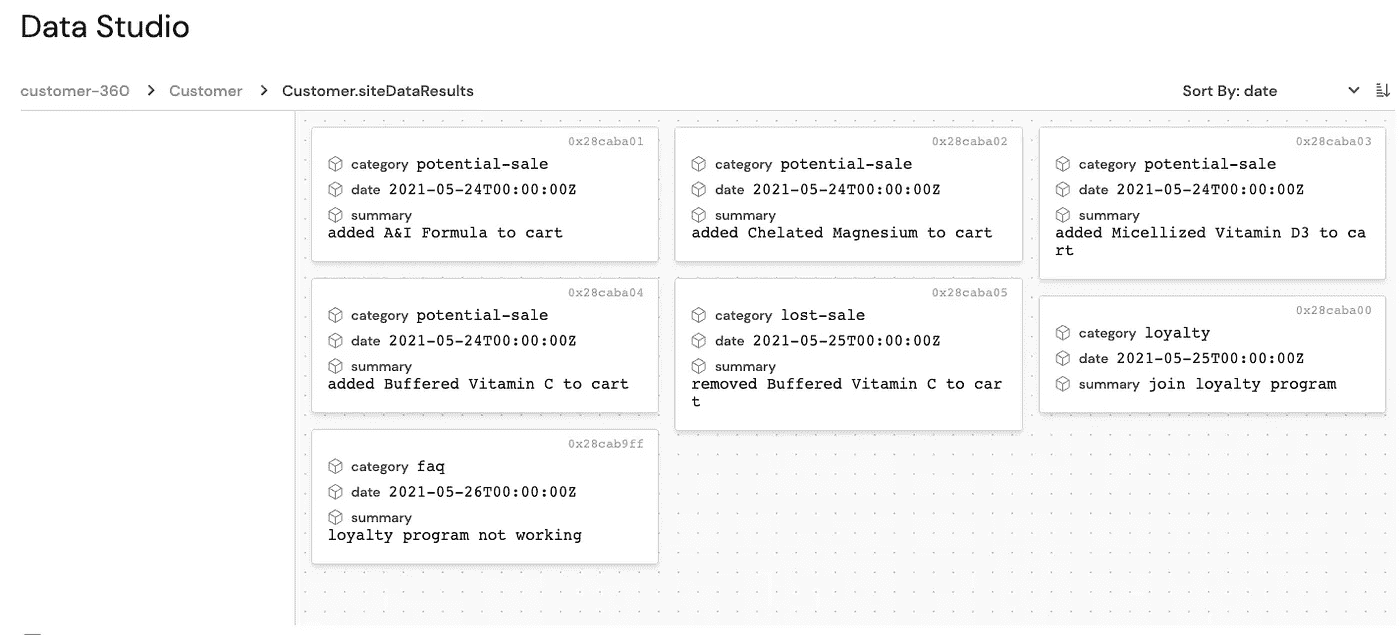 Data Studio
customer-360 > Customer > Customer.siteDataResults
Sort By: date
0x28caba01
category potential-sale
date 2021-05-24T00:00:00Z
summary
added A&I Formula to cart
0x28caba02
category potential-sale
date 2021-05-24T00:00:00Z
summary
added Chelated Magnesium to cart
0x28caba03
category potential-sale
date 2021-05-24T00:00:00Z
summary
added Micellized Vitamin D3 to ca
rt
0x28caba04
category potential-sale
date 2021-05-24T00:00:00Z
summary
added Buffered Vitamin C to cart
0x28caba05
category lost-sale
date 2021-05-25T00:00:00Z
summary
removed Buffered Vitamin C to car
t
0x28caba00
category loyalty
date 2021-05-25T00:00:00Z
summary join loyalty program
0x28cab9ff
category faq
date 2021-05-26T00:00:00Z
summary
loyalty program not working